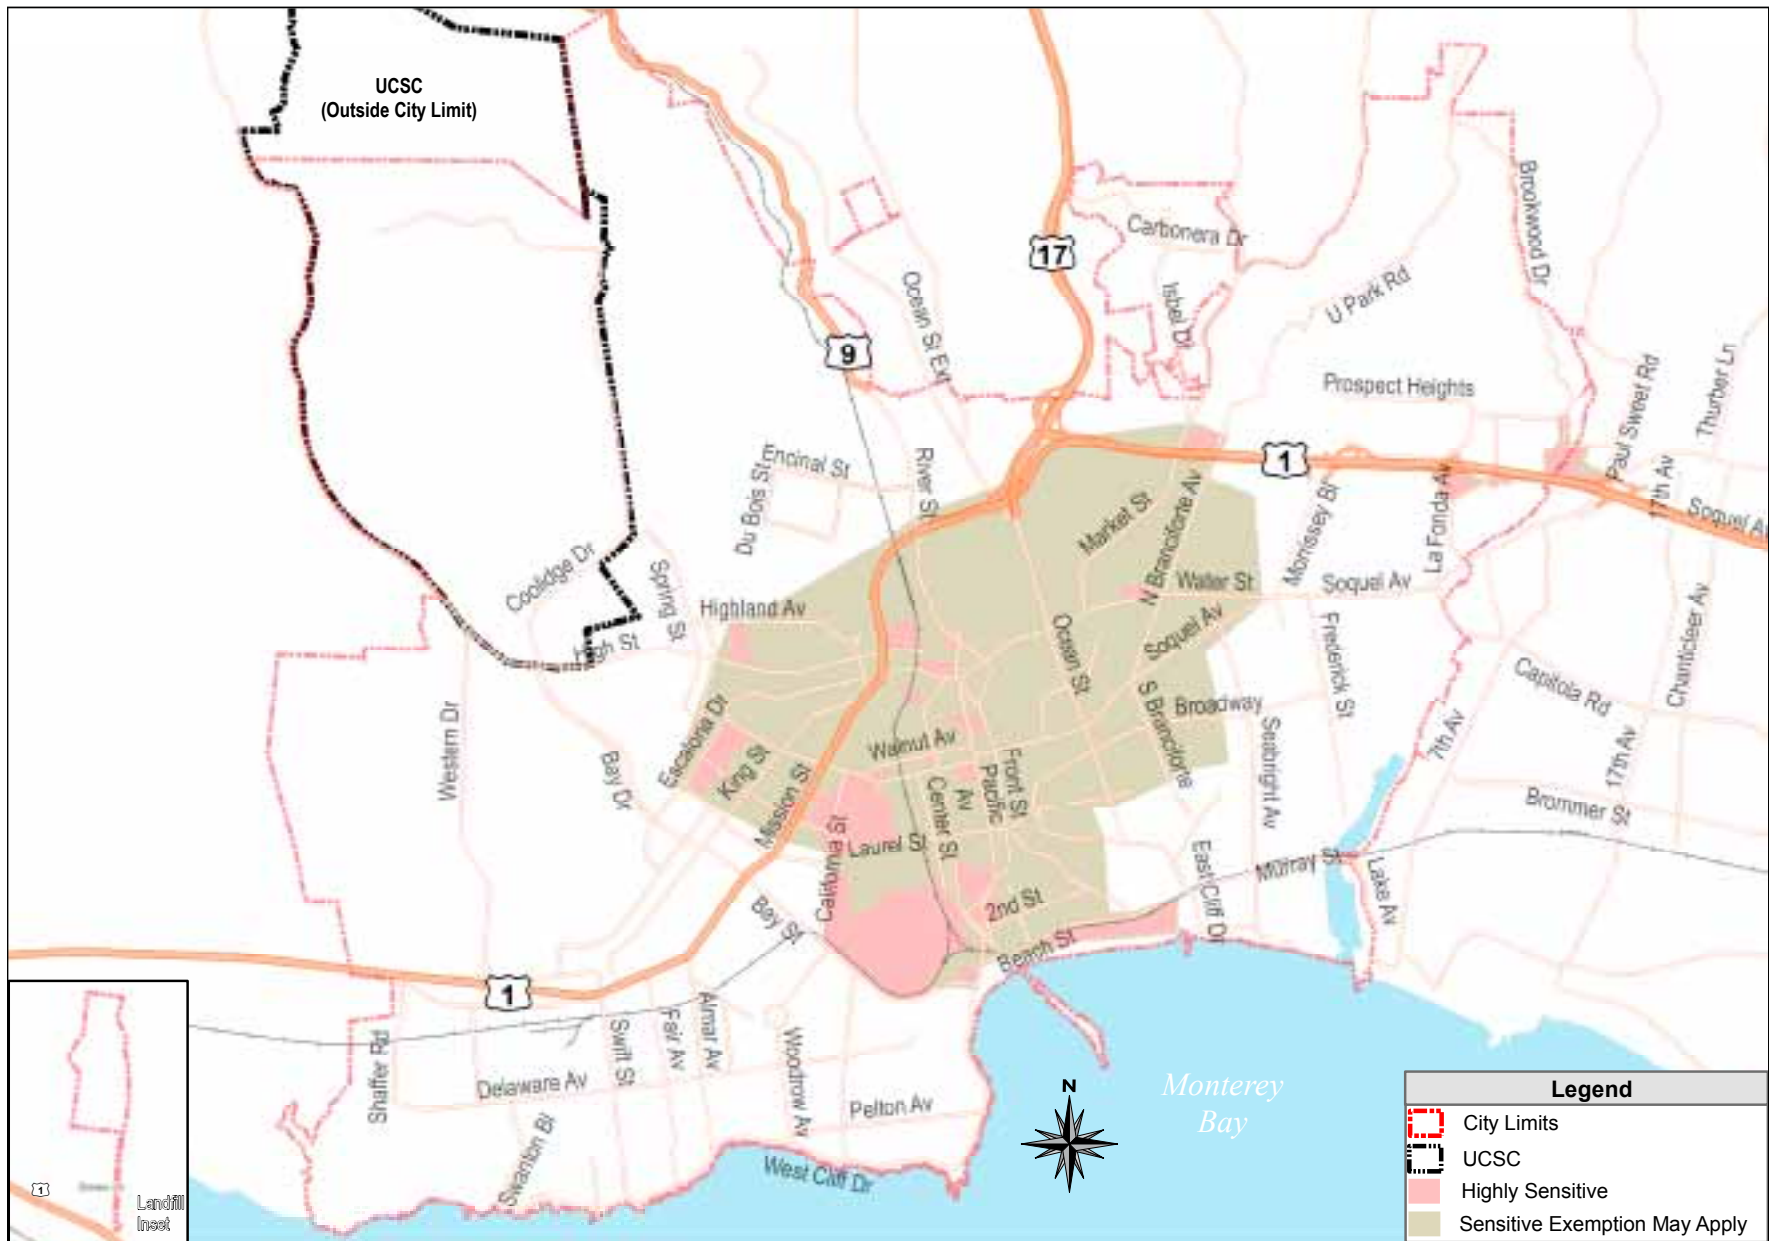 UCSC
(Outside City Limit)
Brookwood Dr
Carbonera Dr
17
Isbel Dr
U Park Rd
Ocean St Ext
9
Prospect Heights
Paul Sweet Rd
Thurber Ln
Encinal St
Du Bois St
River St
1
Market St
N Branciforte Av
Morrissey Bl
La Fonda Av
17th Av
Soquel Av
Coolidge Dr
Spring St
Highland Av
High St
Water St
Soquel Av
Soquel Av
Ocean St
Frederick St
Chanticleer Av
Capitola Rd
Western Dr
Bay Dr
Escalona Dr
King St
Mission St
Walnut Av
S Branciforte
Broadway
Seabright Av
7th Av
17th Av
Brommer St
Front St
Pacific
Av
Center St
Laurel St
California St
East Cliff Dr
Murray St
Lake Av
2nd St
Beach St
Bay St
1
Shaffer Rd
Swift St
Fair Av
Almar Av
Woodrow Av
Delaware Av
Pelton Av
Swanton Bl
West Cliff Dr
N
Monterey
Bay
1
Landfill
Inset
Legend
City Limits
UCSC
Highly Sensitive
Sensitive Exemption May Apply